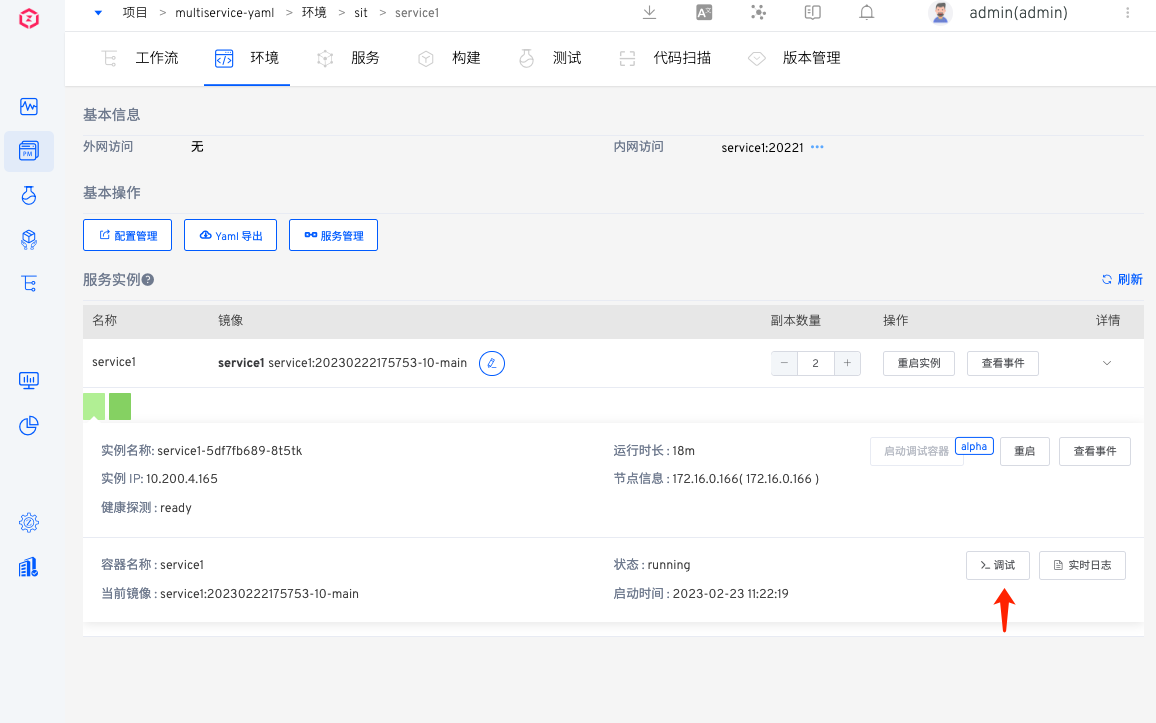 项目 > multiservice-yaml > 环境 > sit > service1 admin(admin)
工作流 环境 服务 构建 测试 代码扫描 版本管理
基本信息
外网访问 无 内网访问 service1:20221 •••
基本操作
配置管理 Yaml 导出 服务管理
服务实例 刷新
名称 镜像 副本数量 操作 详情
service1 service1 service1:20230222175753-10-main − 2 + 重启实例 查看事件
实例名称: service1-5df7fb689-8t5tk 运行时长 : 18m 启动调试容器 alpha 重启 查看事件
实例 IP: 10.200.4.165 节点信息 : 172.16.0.166( 172.16.0.166 )
健康探测 : ready
容器名称 : service1 状态 : running >_ 调试 实时日志
当前镜像 : service1:20230222175753-10-main 启动时间 : 2023-02-23 11:22:19